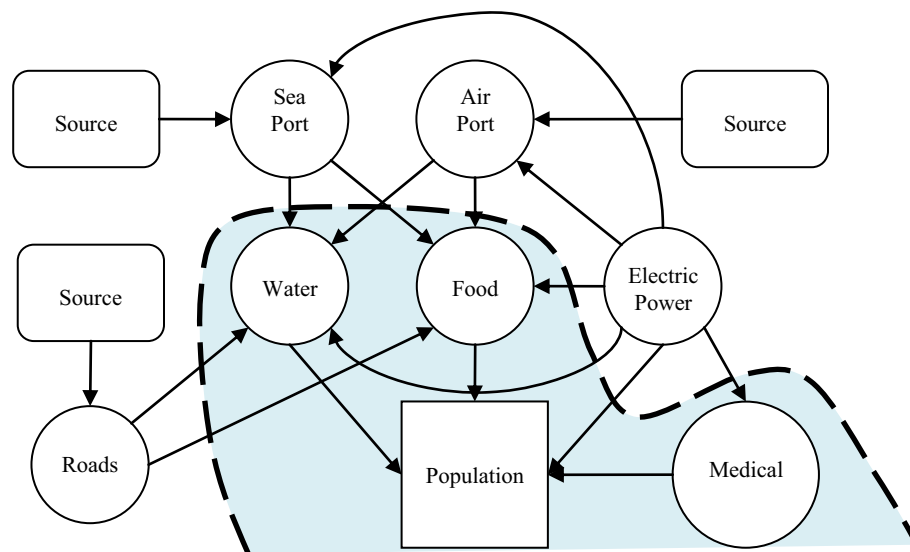 Sea
Port
Air
Port
Source
Source
Source
Water
Food
Electric
Power
Roads
Population
Medical